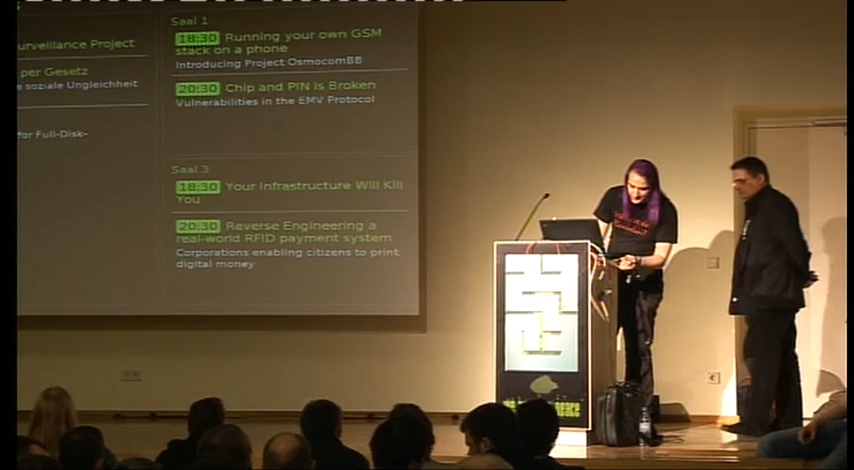 urveillance Project
per Gesetz
e soziale Ungleichheit
for Full-Disk-
Saal 1
18:30 Running your own GSM
stack on a phone
Introducing Project OsmocomBB
20:30 Chip and PIN is Broken
Vulnerabilities in the EMV Protocol
Saal 3
18:30 Your Infrastructure Will Kill
You
20:30 Reverse Engineering a
real-world RFID payment system
Corporations enabling citizens to print
digital money